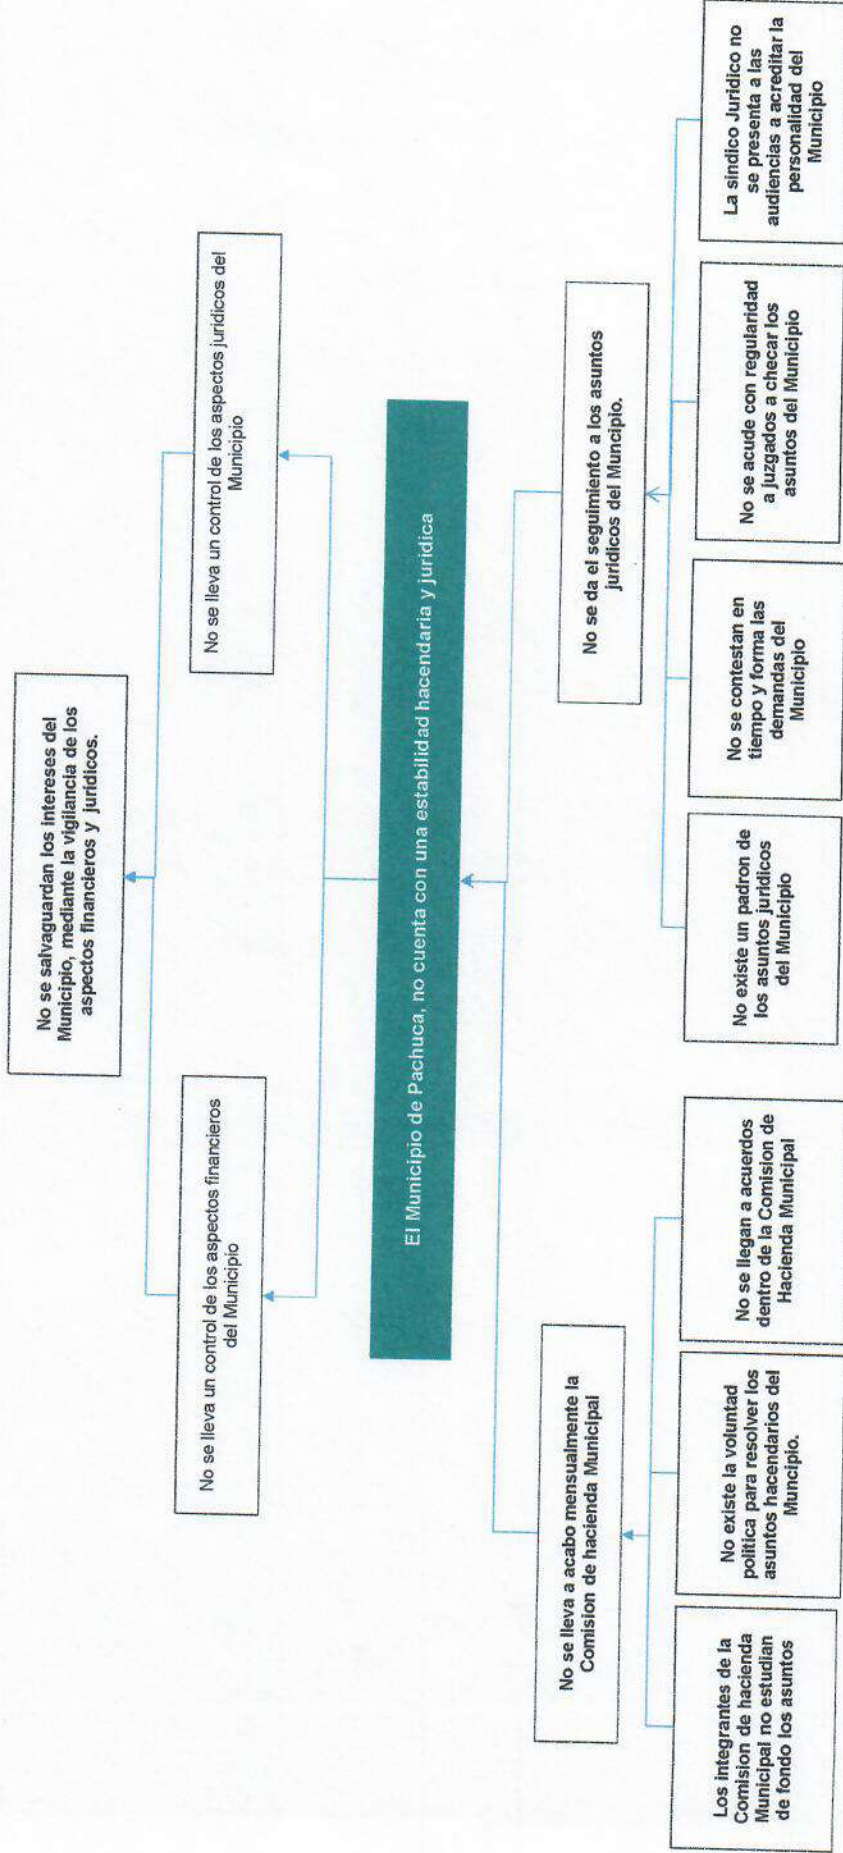 No se salvaguardan los intereses del
Municipio, mediante la vigilancia de los
aspectos financieros y jurídicos.
No se lleva un control de los aspectos financieros
del Municipio
No se lleva un control de los aspectos jurídicos del
Municipio
El Municipio de Pachuca, no cuenta con una estabilidad hacendaria y jurídica
No se lleva a acabo mensualmente la
Comision de hacienda Municipal
No se da el seguimiento a los asuntos
jurídicos del Muncipio.
Los integrantes de la
Comision de hacienda
Municipal no estudian
de fondo los asuntos
No existe la voluntad
política para resolver los
asuntos hacendarios del
Muncipio.
No se llegan a acuerdos
dentro de la Comision de
Hacienda Municipal
No existe un padron de
los asuntos jurídicos
del Municipio
No se contestan en
tiempo y forma las
demandas del
Municipio
No se acude con regularidad
a juzgados a checar los
asuntos del Municipio
La sindico Jurídico no
se presenta a las
audiencias a acreditar la
personalidad del
Municipio